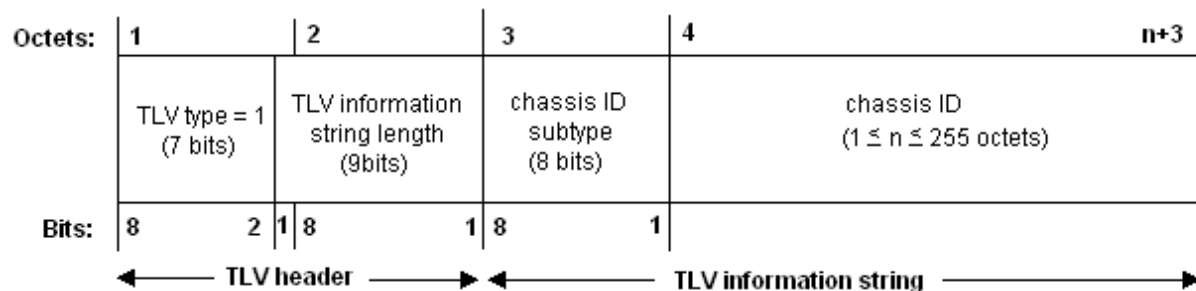 Octets: 1 2 3 4 n+3
TLV type = 1
(7 bits)
TLV information
string length
(9bits)
chassis ID
subtype
(8 bits)
chassis ID
(1 ≤ n ≤ 255 octets)
Bits: 8 2 1 8 1 8 1
TLV header
TLV information string